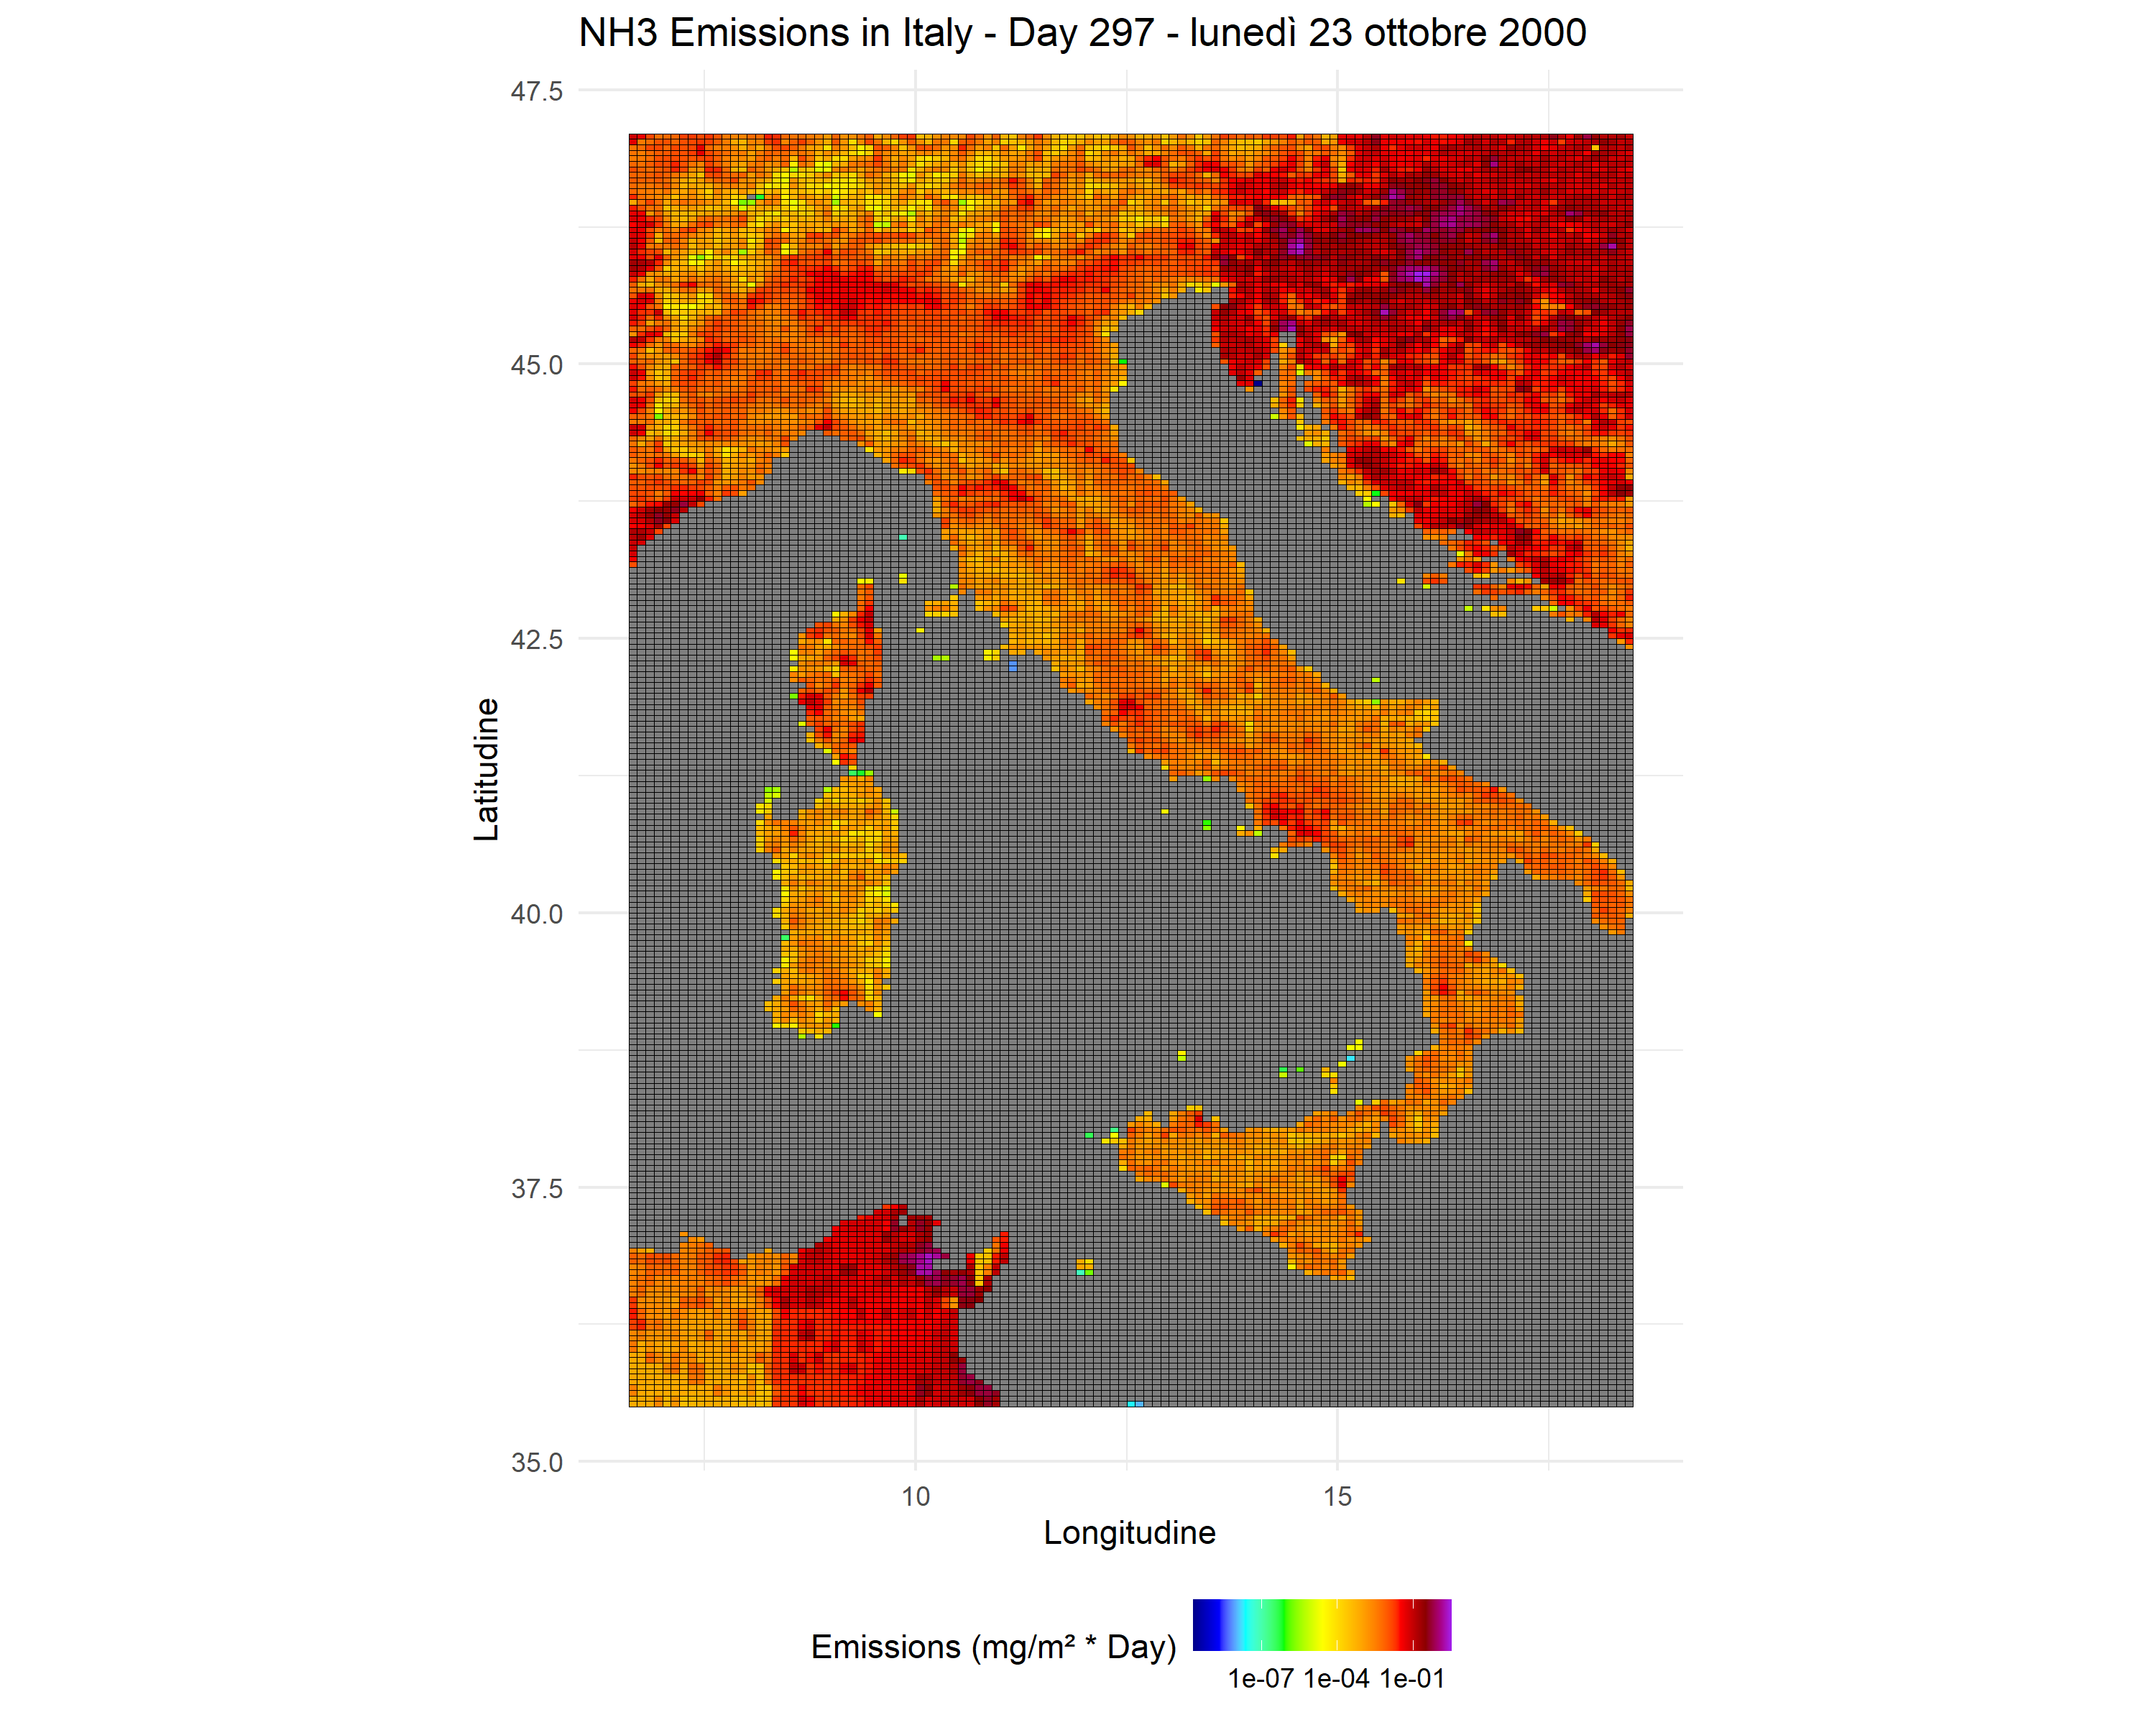 NH3 Emissions in Italy - Day 297 - lunedì 23 ottobre 2000
47.5
45.0
42.5
40.0
37.5
35.0
Latitudine
10 15
Longitudine
Emissions (mg/m² * Day)
1e-07 1e-04 1e-01